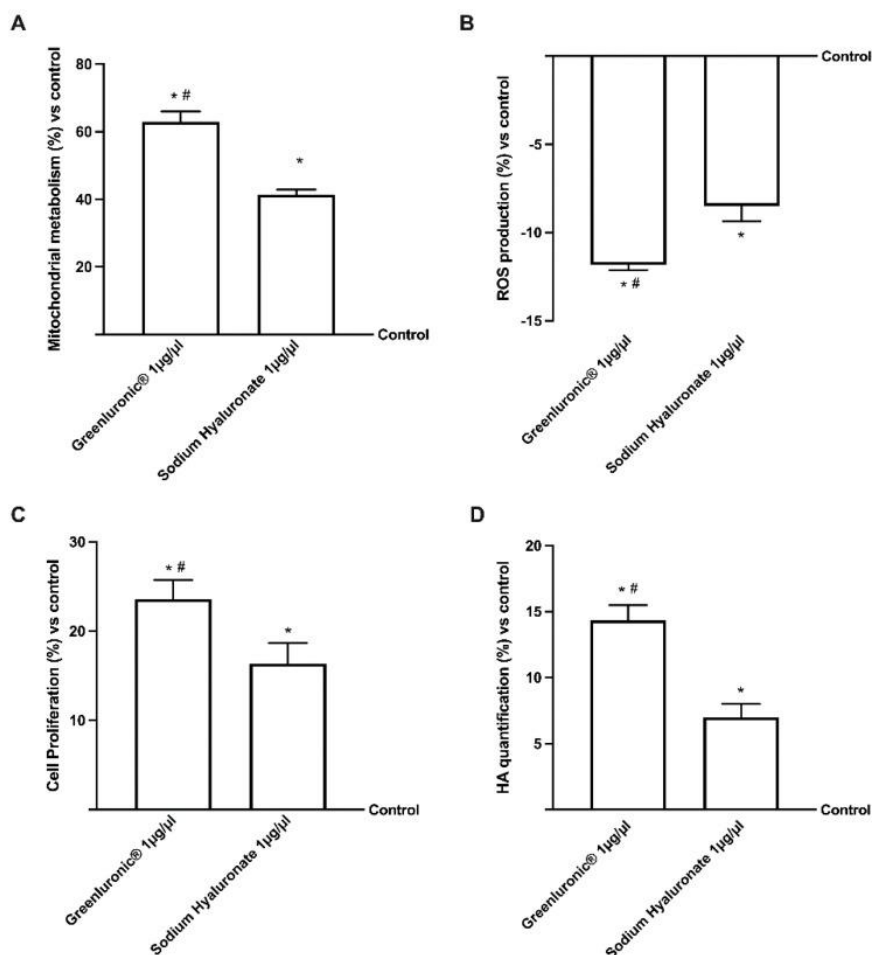 A
Mitochondrial metabolism (%) vs control
80
60
40
20
* #
*
Control
Greenluronic® 1µg/µl
Sodium Hyaluronate 1µg/µl
B
ROS production (%) vs control
Control
-5
-10
-15
* #
*
Greenluronic® 1µg/µl
Sodium Hyaluronate 1µg/µl
C
Cell Proliferation (%) vs control
30
20
10
* #
*
Control
Greenluronic® 1µg/µl
Sodium Hyaluronate 1µg/µl
D
HA quantification (%) vs control
20
15
10
5
* #
*
Control
Greenluronic® 1µg/µl
Sodium Hyaluronate 1µg/µl